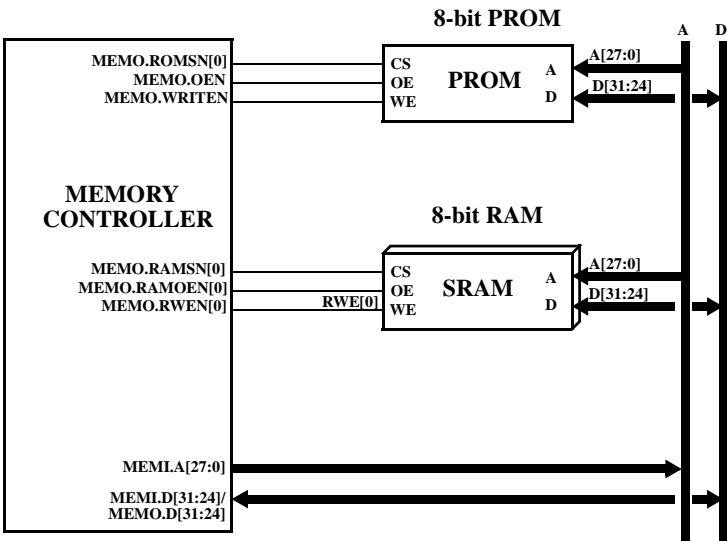 8-bit PROM
A D
MEMO.ROMSN[0]
MEMO.OEN
MEMO.WRITEN
CS
OE
WE
PROM
A
D
A[27:0]
D[31:24]
MEMORY
CONTROLLER
8-bit RAM
MEMO.RAMSN[0]
MEMO.RAMOEN[0]
MEMO.RWEN[0]
RWE[0]
CS
OE
WE
SRAM
A
D
A[27:0]
D[31:24]
MEMI.A[27:0]
MEMI.D[31:24]/
MEMO.D[31:24]